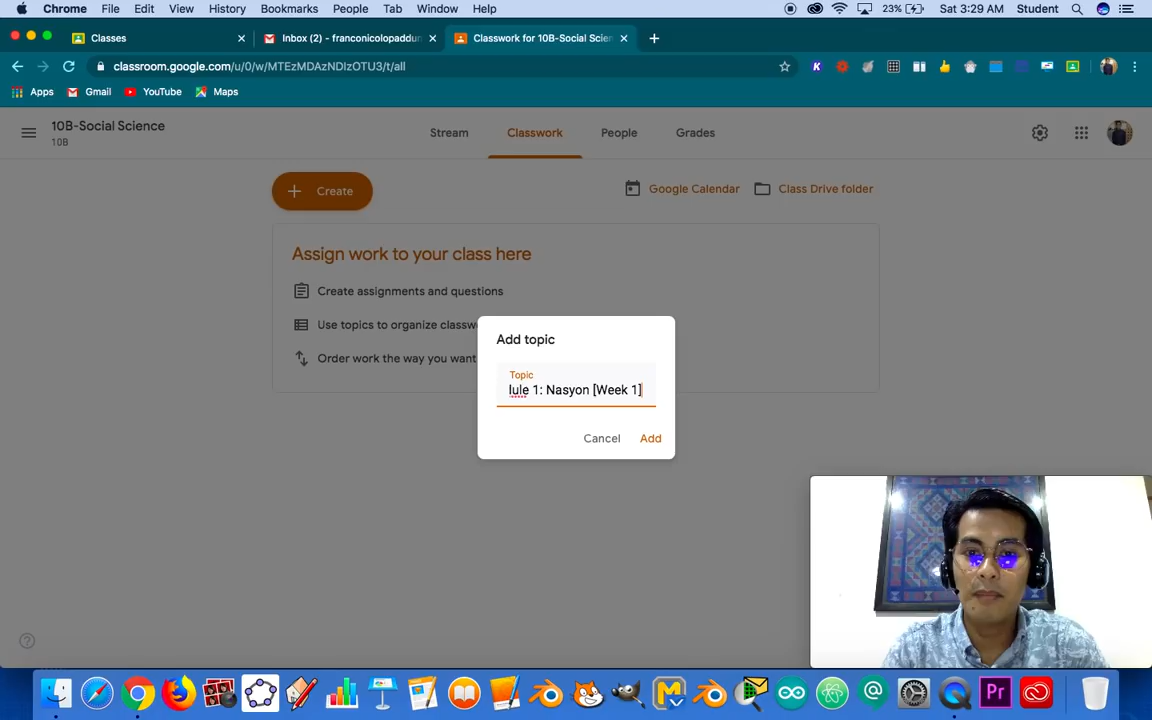 Chrome File Edit View History Bookmarks People Tab Window Help 23% Sat 3:29 AM Student
Classes Inbox (2) - franconicolopaddun Classwork for 10B-Social Scien
classroom.google.com/u/0/w/MTEzMDAzNDIzOTU3/t/all
Apps Gmail YouTube Maps
10B-Social Science
10B
Stream Classwork People Grades
Create
Google Calendar Class Drive folder
Assign work to your class here
Create assignments and questions
Use topics to organize classw
Order work the way you want
Add topic
Topic
lule 1: Nasyon [Week 1]
Cancel Add
Pr